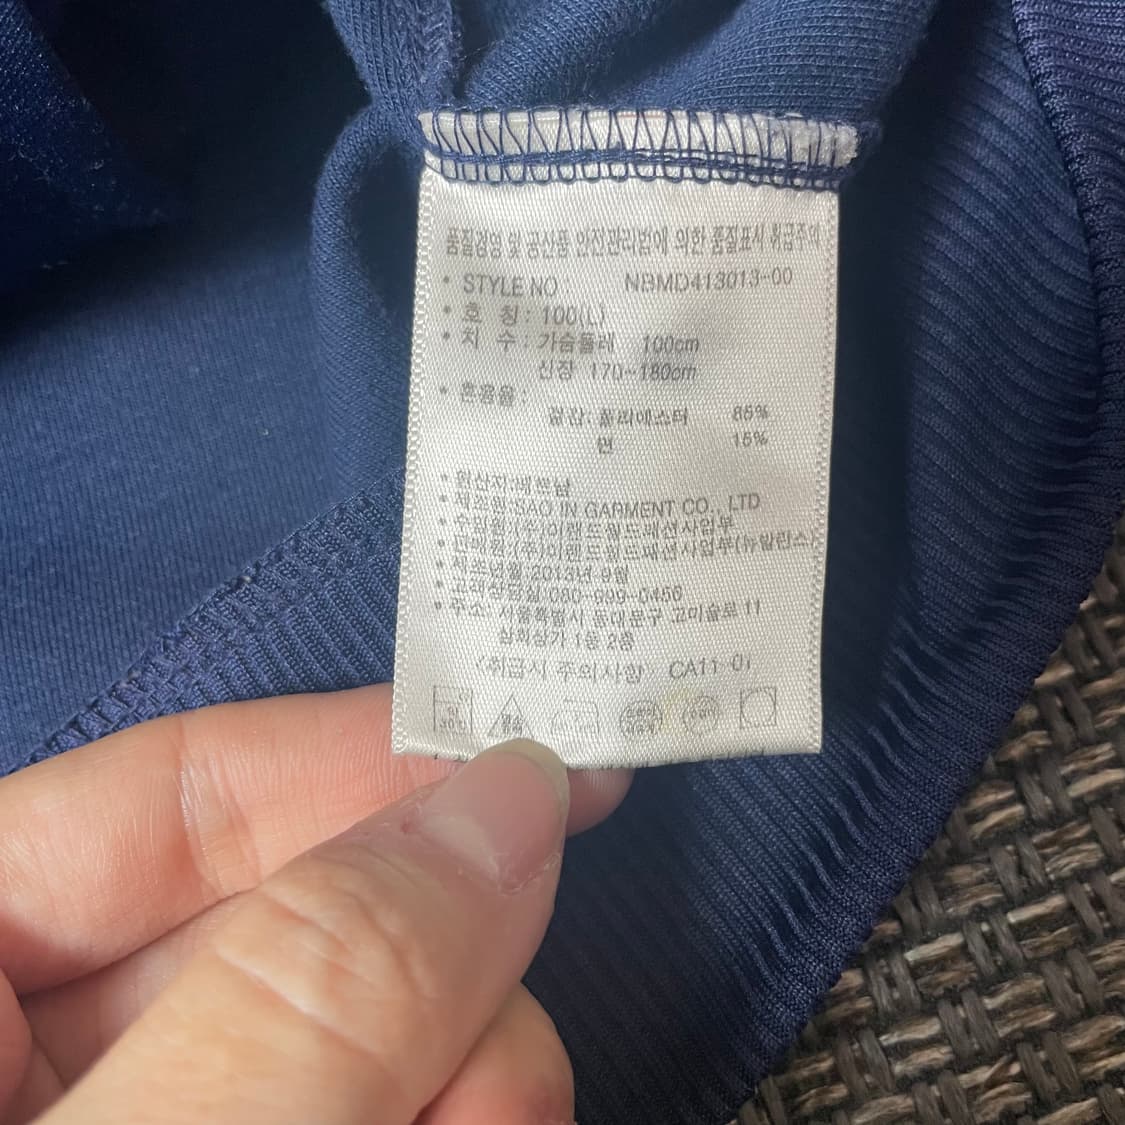 품질경영 및 공산품 안전관리법에 의한 품질표시 취급주의
• STYLE NO : NBMD413013-00
• 호 칭 : 100(L)
• 치 수 : 가슴둘레 100cm
신장 170~180cm
• 혼용율 :
겉감: 폴리에스터 85%
면 15%
• 원산지:베트남
• 제조원:SAO IN GARMENT CO., LTD
• 수입원:(주)이랜드월드패션사업부
• 판매원:(주)이랜드월드패션사업부(뉴발란스)
• 제조년월:2013년 9월
• 고객상담실:080-999-0456
• 주소: 서울특별시 동대문구 고미술로 11
삼희상가 1동 2층
<취급시 주의사항> CA11-01